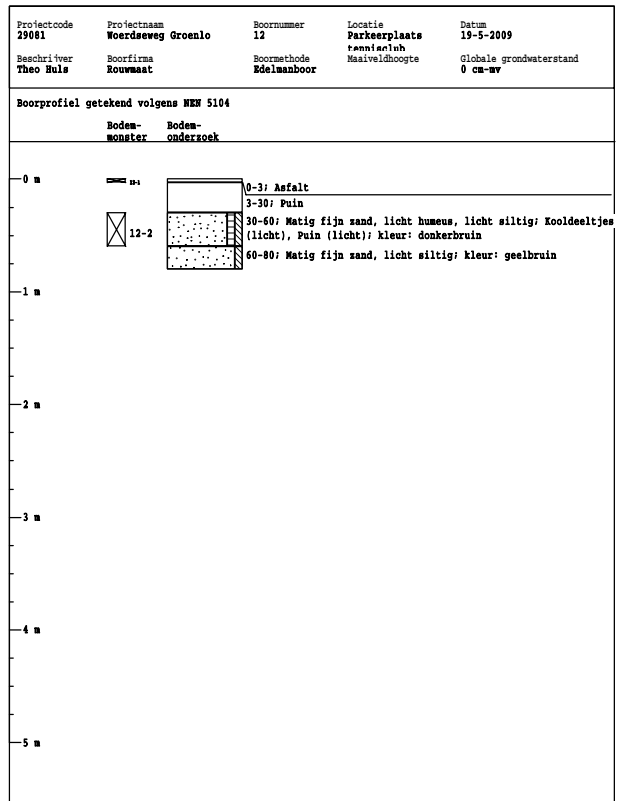 Projectcode Projectnaam Boornummer Locatie Datum
29081 Woerdseweg Groenlo 12 Parkeerplaats 19-5-2009
tennisclub
Beschrijver Boorfirma Boormethode Maaiveldhoogte Globale grondwaterstand
Theo Huls Rouwmaat Edelmanboor 0 cm-mv
Boorprofiel getekend volgens NEN 5104
Bodem- Bodem-
monster onderzoek
0 m 12-1
0-3; Asfalt
3-30; Puin
30-60; Matig fijn zand, licht humeus, licht siltig; Kooldeeltjes
12-2 (licht), Puin (licht); kleur: donkerbruin
60-80; Matig fijn zand, licht siltig; kleur: geelbruin
1 m
2 m
3 m
4 m
5 m